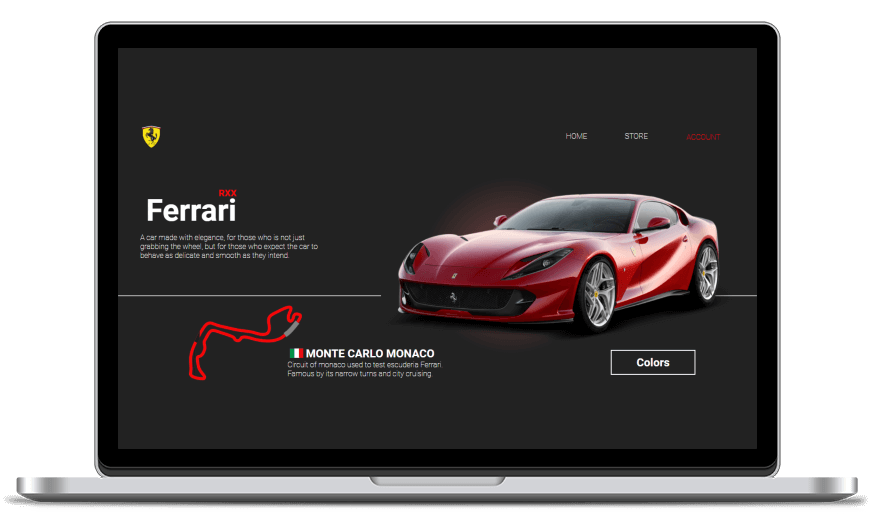 HOME STORE ACCOUNT
RXX
Ferrari
A car made with elegance, for those who is not just
grabbing the wheel, but for those who expect the car to
behave as delicate and smooth as they intend.
MONTE CARLO MONACO
Circuit of monaco used to test escuderia Ferrari.
Famous by its narrow turns and city cruising
Colors